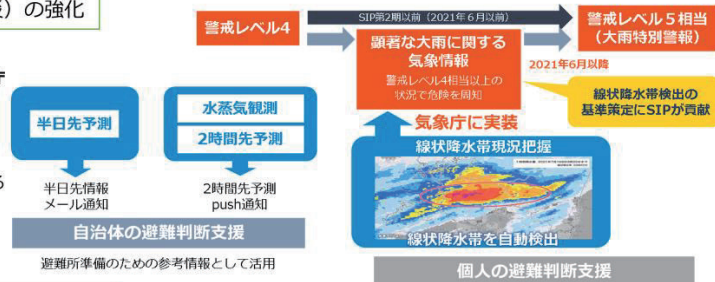 ）の強化
警戒レベル4
SIP第2期以前（2021年6月以前）
警戒レベル5相当
（大雨特別警報）
顕著な大雨に関する
気象情報
警戒レベル4相当以上の
状況で危険を周知
2021年6月以降
線状降水帯検出の
基準策定にSIPが貢献
半日先予測
水蒸気観測
2時間先予測
気象庁に実装
線状降水帯現況把握
線状降水帯を自動検出
半日先情報
メール通知
2時間先予測
push通知
自治体の避難判断支援
避難所準備のための参考情報として活用
個人の避難判断支援